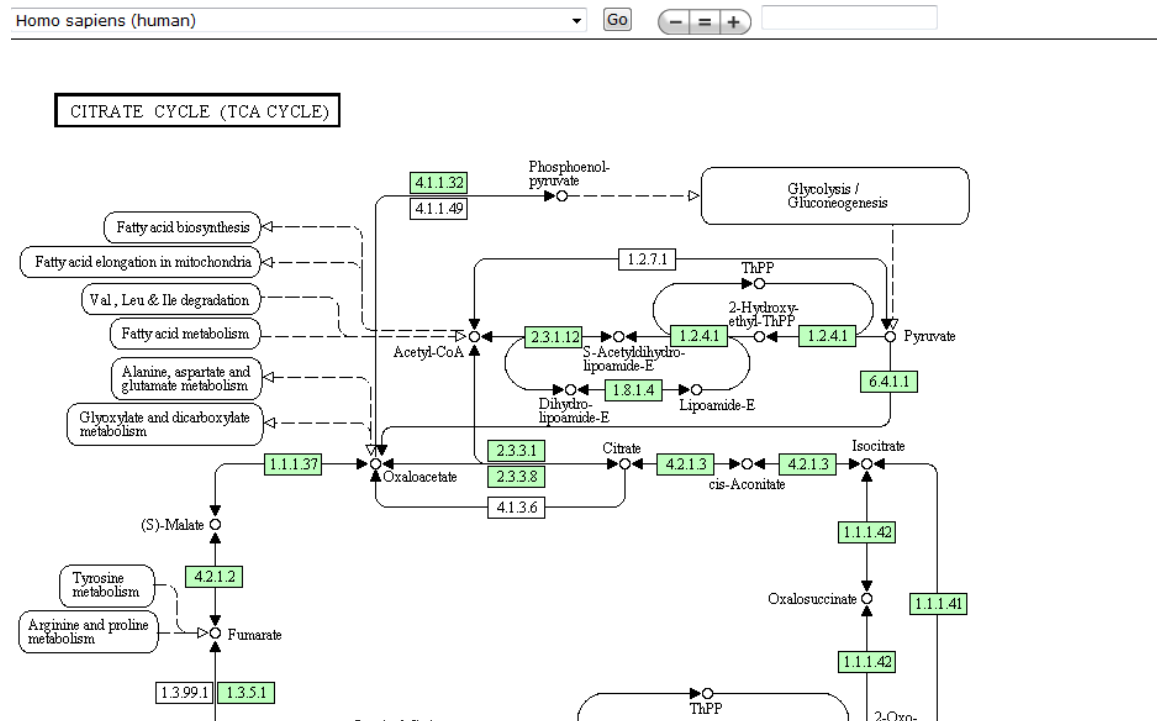 Homo sapiens (human)
Go
- = +
CITRATE CYCLE (TCA CYCLE)
Phosphoenol-
pyruvate
4.1.1.32
4.1.1.49
Glycolysis /
Gluconeogenesis
Fatty acid biosynthesis
Fatty acid elongation in mitochondria
Val, Leu & Ile degradation
Fatty acid metabolism
Alanine, aspartate and
glutamate metabolism
Glyoxylate and dicarboxylate
metabolism
1.2.7.1
ThPP
2-Hydroxy-
ethyl-ThPP
Acetyl-CoA
2.3.1.12
S-Acetyldihydro-
lipoamide-E
1.2.4.1
1.2.4.1
Pyruvate
6.4.1.1
1.8.1.4
Dihydro-
lipoamide-E
Lipoamide-E
1.1.1.37
Oxaloacetate
2.3.3.1
2.3.3.8
4.1.3.6
Citrate
4.2.1.3
cis-Aconitate
4.2.1.3
Isocitrate
(S)-Malate
1.1.1.42
4.2.1.2
Tyrosine
metabolism
Arginine and proline
metabolism
Fumarate
Oxalosuccinate
1.1.1.41
1.1.1.42
1.3.99.1
1.3.5.1
ThPP
2-Oxo-